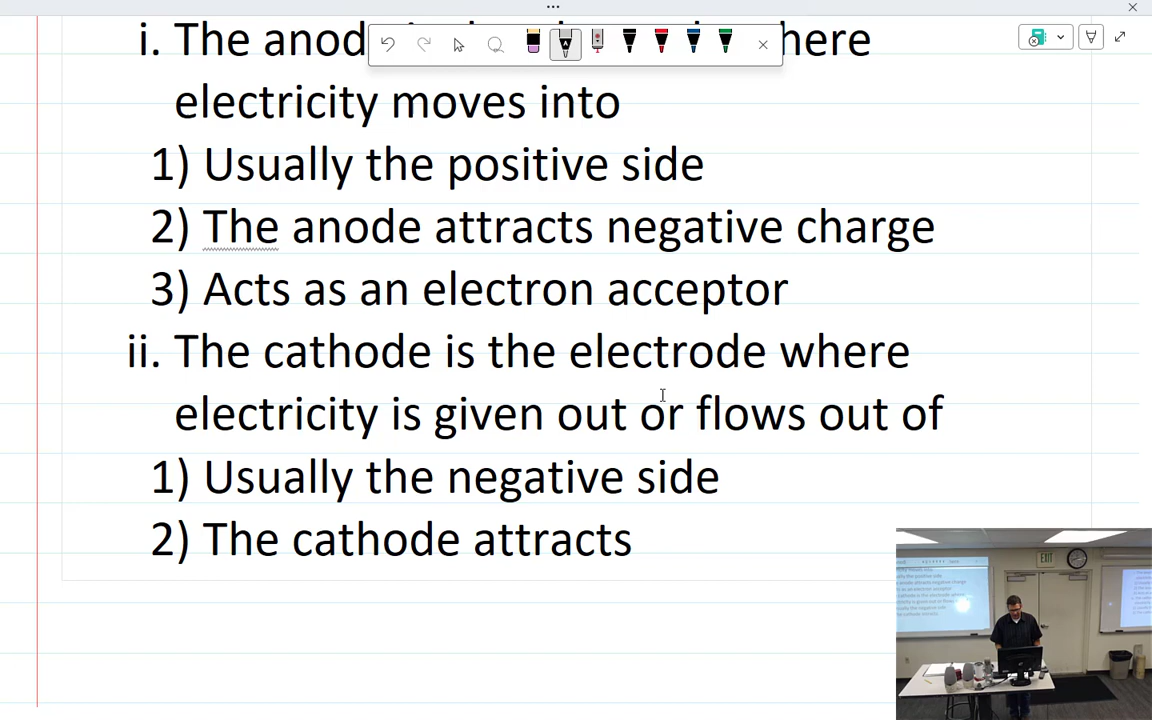 i. The anod here
electricity moves into
1) Usually the positive side
2) The anode attracts negative charge
3) Acts as an electron acceptor
ii. The cathode is the electrode where
electricity is given out or flows out of
1) Usually the negative side
2) The cathode attracts
EXIT